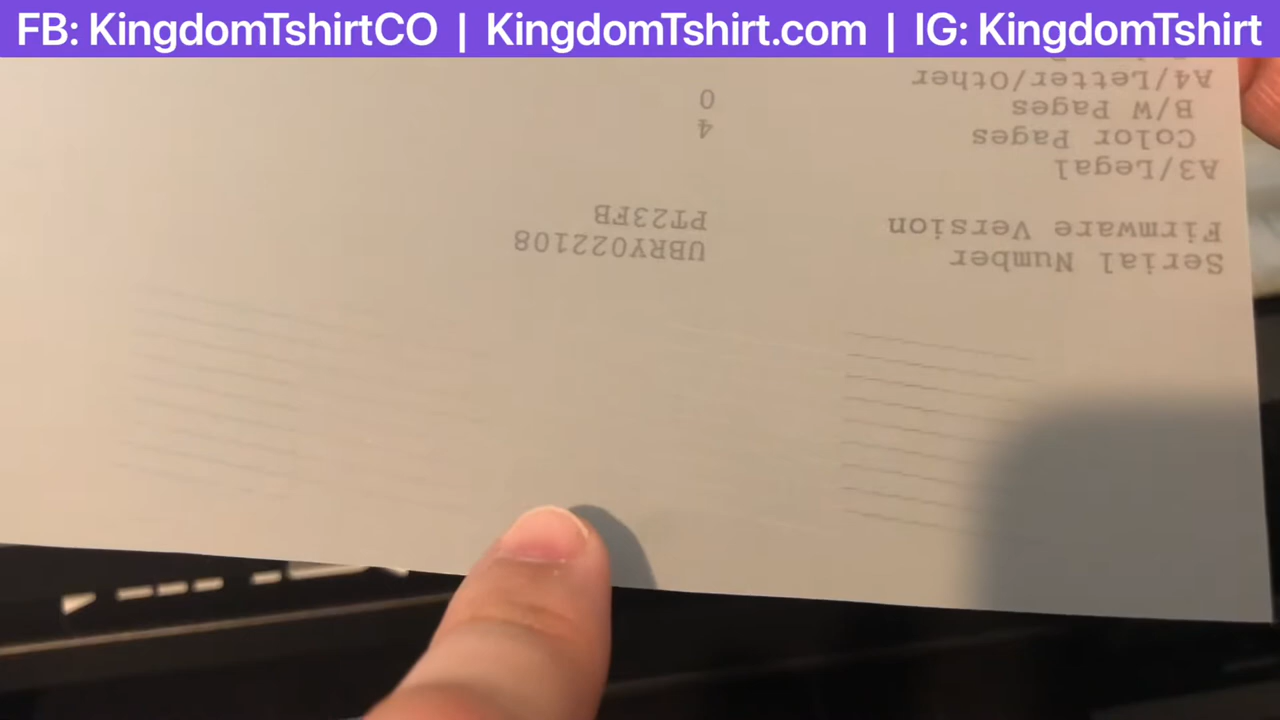 FB: KingdomTshirtCO | KingdomTshirt.com | IG: KingdomTshirt
Serial Number UBRY022108
Firmware Version PT23FB
A3/Legal
Color Pages 4
B/W Pages 0
A4/Letter/Other